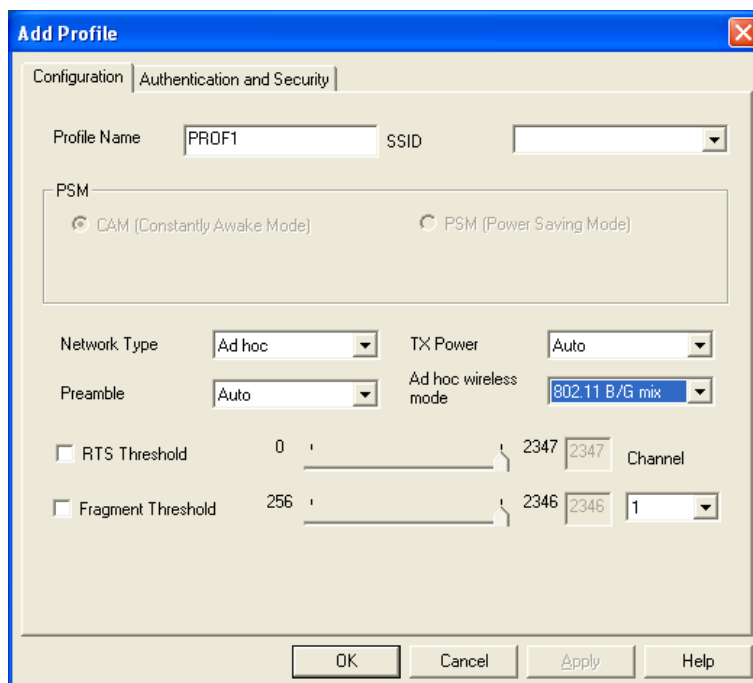 Add Profile
Configuration
Authentication and Security
Profile Name
PROF1
SSID
PSM
CAM (Constantly Awake Mode)
PSM (Power Saving Mode)
Network Type
Ad hoc
TX Power
Auto
Preamble
Auto
Ad hoc wireless
mode
802.11 B/G mix
RTS Threshold
0
2347
2347
Channel
Fragment Threshold
256
2346
2346
1
OK
Cancel
Apply
Help